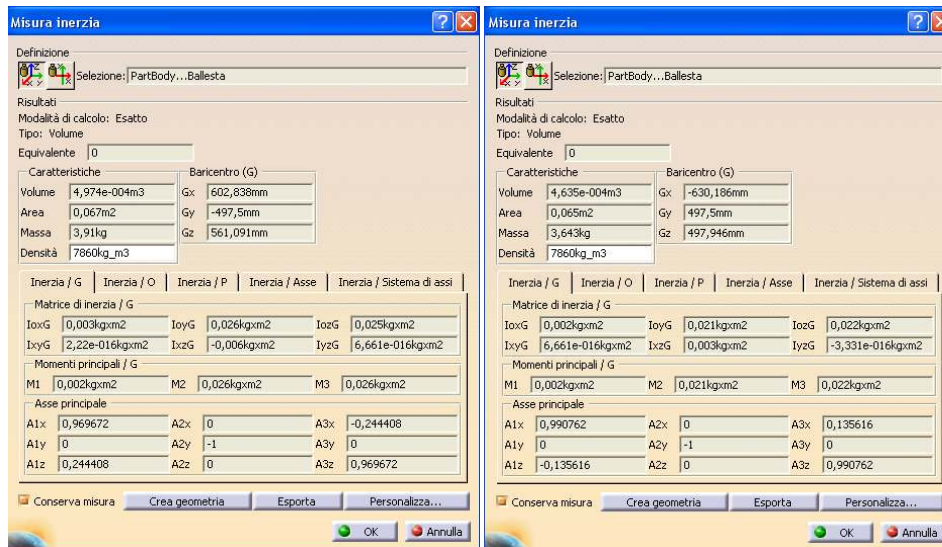 Misura inerzia
Definizione
Selezione: PartBody...Ballesta
Risultati
Modalità di calcolo: Esatto
Tipo: Volume
Equivalente 0
Caratteristiche Baricentro (G)
Volume 4,974e-004m3 Gx 602,838mm
Area 0,067m2 Gy -497,5mm
Massa 3,91kg Gz 561,091mm
Densità 7860kg_m3
Inerzia / G Inerzia / O Inerzia / P Inerzia / Asse Inerzia / Sistema di assi
Matrice di inerzia / G
IoxG 0,003kgxm2 IoyG 0,026kgxm2 IozG 0,025kgxm2
IxyG 2,22e-016kgxm2 IxzG -0,006kgxm2 IyzG 6,661e-016kgxm2
Momenti principali / G
M1 0,002kgxm2 M2 0,026kgxm2 M3 0,026kgxm2
Asse principale
A1x 0,969672 A2x 0 A3x -0,244408
A1y 0 A2y -1 A3y 0
A1z 0,244408 A2z 0 A3z 0,969672
Conserva misura Crea geometria Esporta Personalizza...
OK Annulla
Misura inerzia
Definizione
Selezione: PartBody...Ballesta
Risultati
Modalità di calcolo: Esatto
Tipo: Volume
Equivalente 0
Caratteristiche Baricentro (G)
Volume 4,635e-004m3 Gx -630,186mm
Area 0,065m2 Gy 497,5mm
Massa 3,643kg Gz 497,946mm
Densità 7860kg_m3
Inerzia / G Inerzia / O Inerzia / P Inerzia / Asse Inerzia / Sistema di assi
Matrice di inerzia / G
IoxG 0,002kgxm2 IoyG 0,021kgxm2 IozG 0,022kgxm2
IxyG 6,661e-016kgxm2 IxzG 0,003kgxm2 IyzG -3,331e-016kgxm2
Momenti principali / G
M1 0,002kgxm2 M2 0,021kgxm2 M3 0,022kgxm2
Asse principale
A1x 0,990762 A2x 0 A3x 0,135616
A1y 0 A2y -1 A3y 0
A1z -0,135616 A2z 0 A3z 0,990762
Conserva misura Crea geometria Esporta Personalizza...
OK Annulla